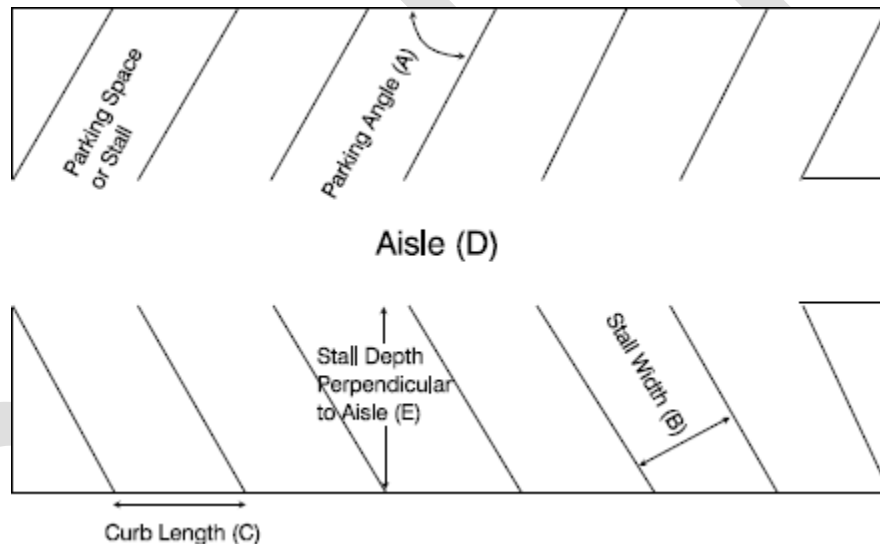 Parking Space
or Stall
Parking Angle (A)
Aisle (D)
Stall Depth
Perpendicular
to Aisle (E)
Stall Width (B)
Curb Length (C)